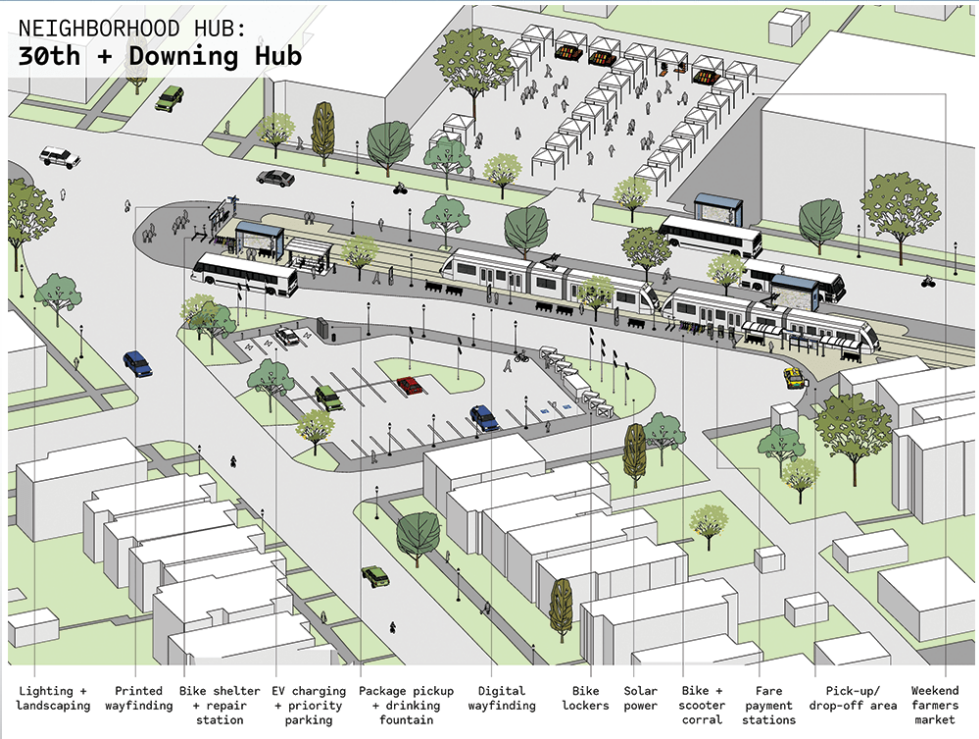 NEIGHBORHOOD HUB:
30th + Downing Hub
Lighting +
landscaping
Printed
wayfinding
Bike shelter
+ repair
station
EV charging
+ priority
parking
Package pickup
+ drinking
fountain
Digital
wayfinding
Bike
lockers
Solar
power
Bike +
scooter
corral
Fare
payment
stations
Pick-up/
drop-off area
Weekend
farmers
market